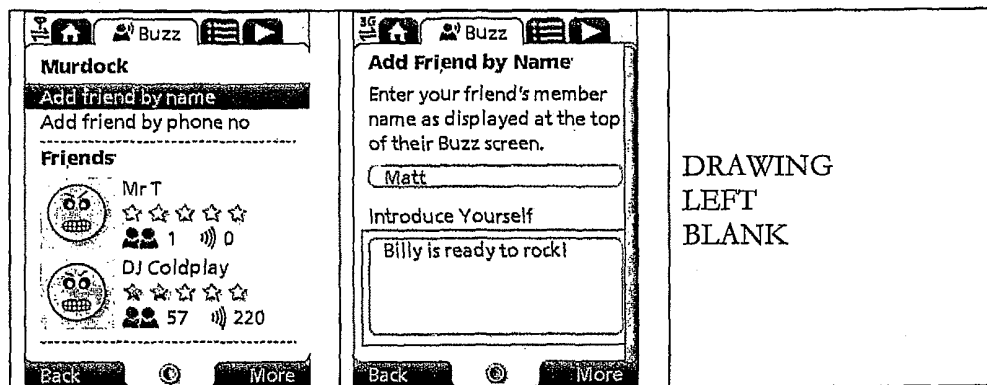 Buzz
Murdock
Add friend by name
Add friend by phone no
Friends
Mr T
1 0
DJ Coldplay
57 220
Back More
3G
Buzz
Add Friend by Name
Enter your friend's member
name as displayed at the top
of their Buzz screen.
Matt
Introduce Yourself
Billy is ready to rock!
Back More
DRAWING
LEFT
BLANK